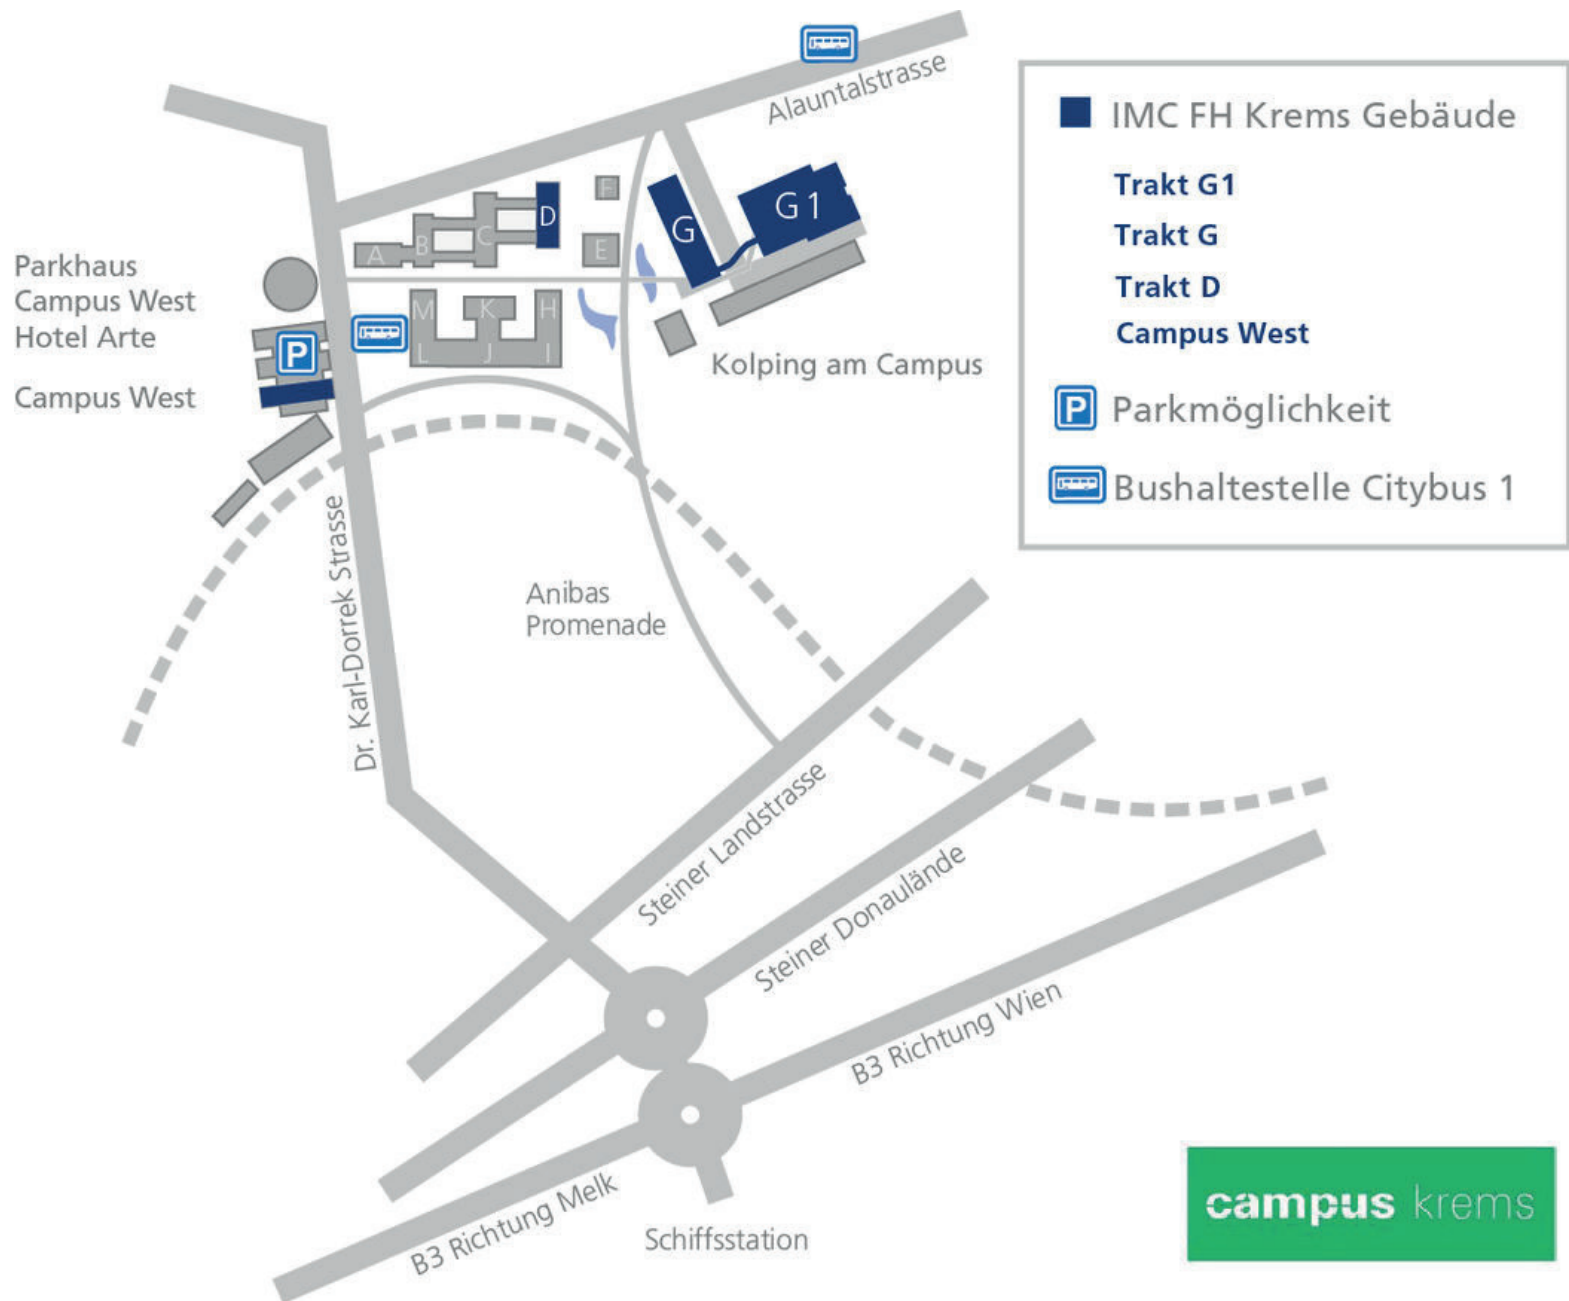 Alauntalstrasse
IMC FH Krems Gebäude
Trakt G1
Trakt G
Trakt D
Campus West
P Parkmöglichkeit
Bushaltestelle Citybus 1
F
D
G
G1
A
B
C
E
Parkhaus
Campus West
Hotel Arte
Campus West
P
M
K
H
L
J
I
Kolping am Campus
Dr. Karl-Dorrek Strasse
Anibas
Promenade
Steiner Landstrasse
Steiner Donaulände
B3 Richtung Wien
B3 Richtung Melk
Schiffsstation
campus krems